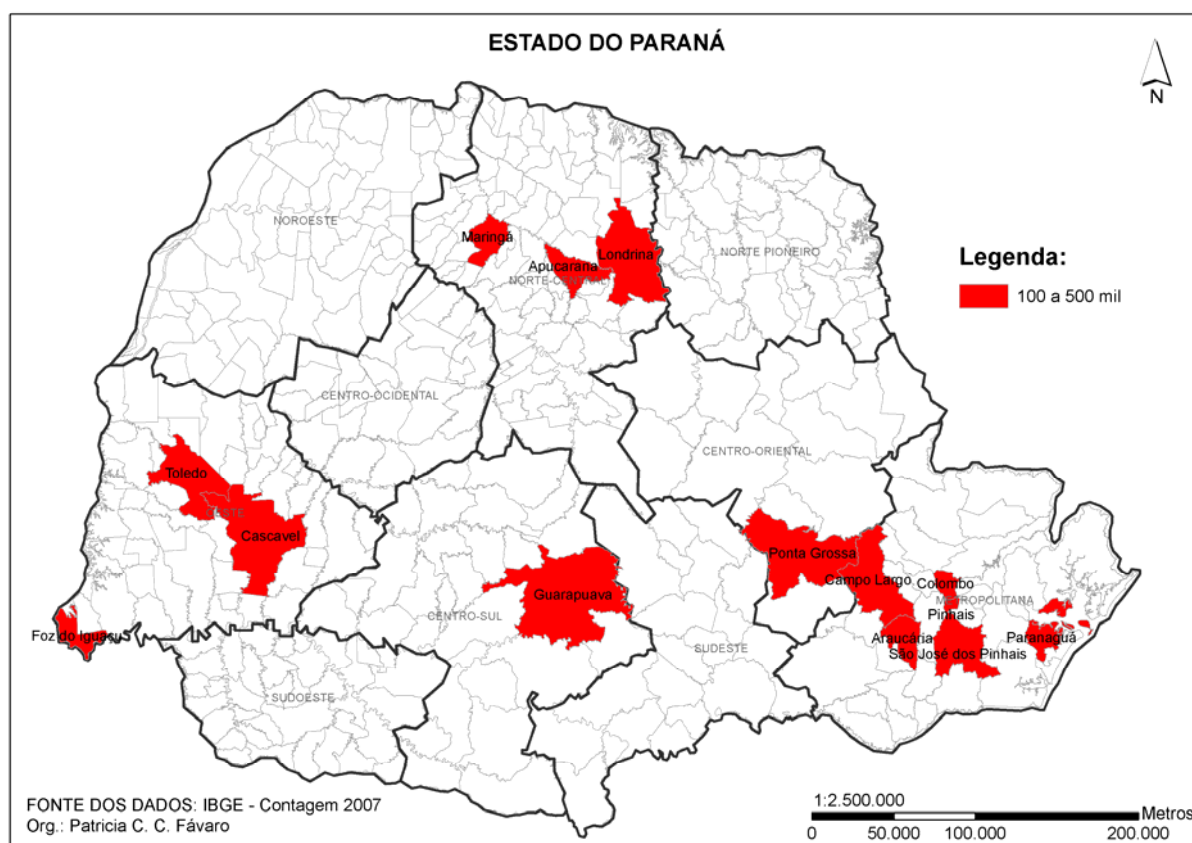 ESTADO DO PARANÁ
N
NOROESTE
Maringá
Apucarana
Londrina
NORTE-CENTRAL
NORTE PIONEIRO
Legenda:
100 a 500 mil
CENTRO-OCIDENTAL
CENTRO-ORIENTAL
Toledo
OESTE
Cascavel
Ponta Grossa
Campo Largo
Colombo
METROPOLITANA
Guarapuava
CENTRO-SUL
Pinhais
Foz do Iguaçu
Araucária
Paranaguá
São José dos Pinhais
SUDESTE
SUDOESTE
FONTE DOS DADOS: IBGE - Contagem 2007
Org.: Patricia C. C. Fávaro
1:2.500.000
Metros
0 50.000 100.000 200.000